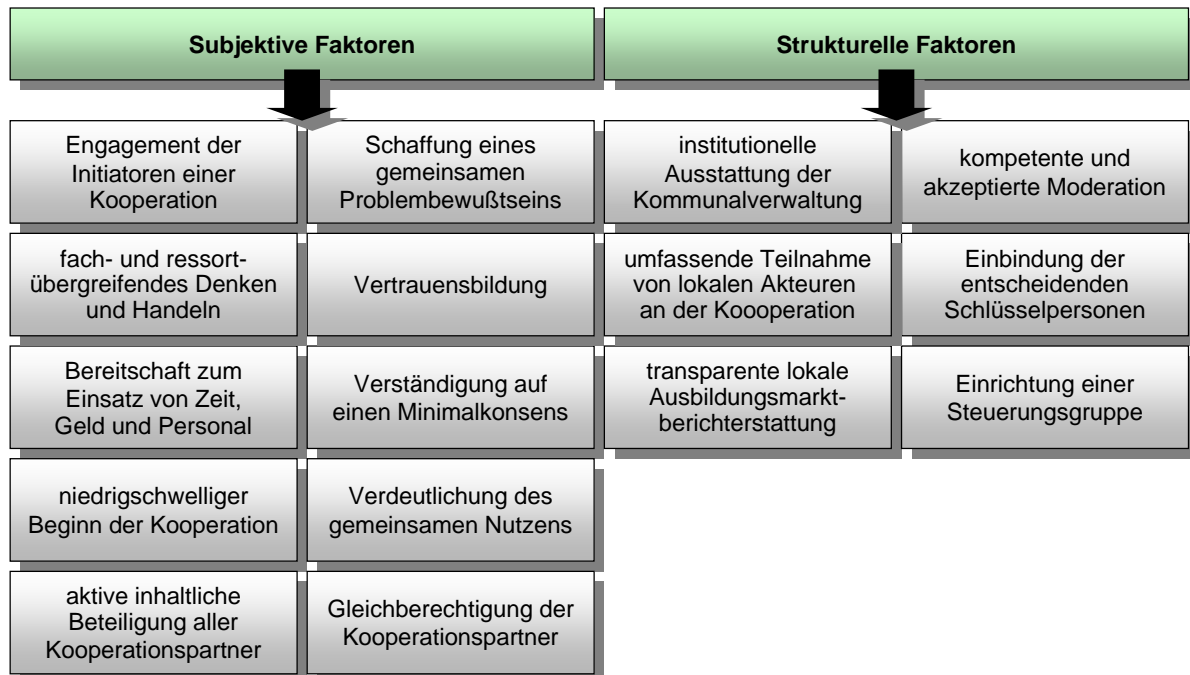 Subjektive Faktoren
Strukturelle Faktoren
Engagement der
Initiatoren einer
Kooperation
Schaffung eines
gemeinsamen
Problembewußtseins
institutionelle
Ausstattung der
Kommunalverwaltung
kompetente und
akzeptierte Moderation
fach- und ressort-
übergreifendes Denken
und Handeln
Vertrauensbildung
umfassende Teilnahme
von lokalen Akteuren
an der Koooperation
Einbindung der
entscheidenden
Schlüsselpersonen
Bereitschaft zum
Einsatz von Zeit,
Geld und Personal
Verständigung auf
einen Minimalkonsens
transparente lokale
Ausbildungsmarkt-
berichterstattung
Einrichtung einer
Steuerungsgruppe
niedrigschwelliger
Beginn der Kooperation
Verdeutlichung des
gemeinsamen Nutzens
aktive inhaltliche
Beteiligung aller
Kooperationspartner
Gleichberechtigung der
Kooperationspartner